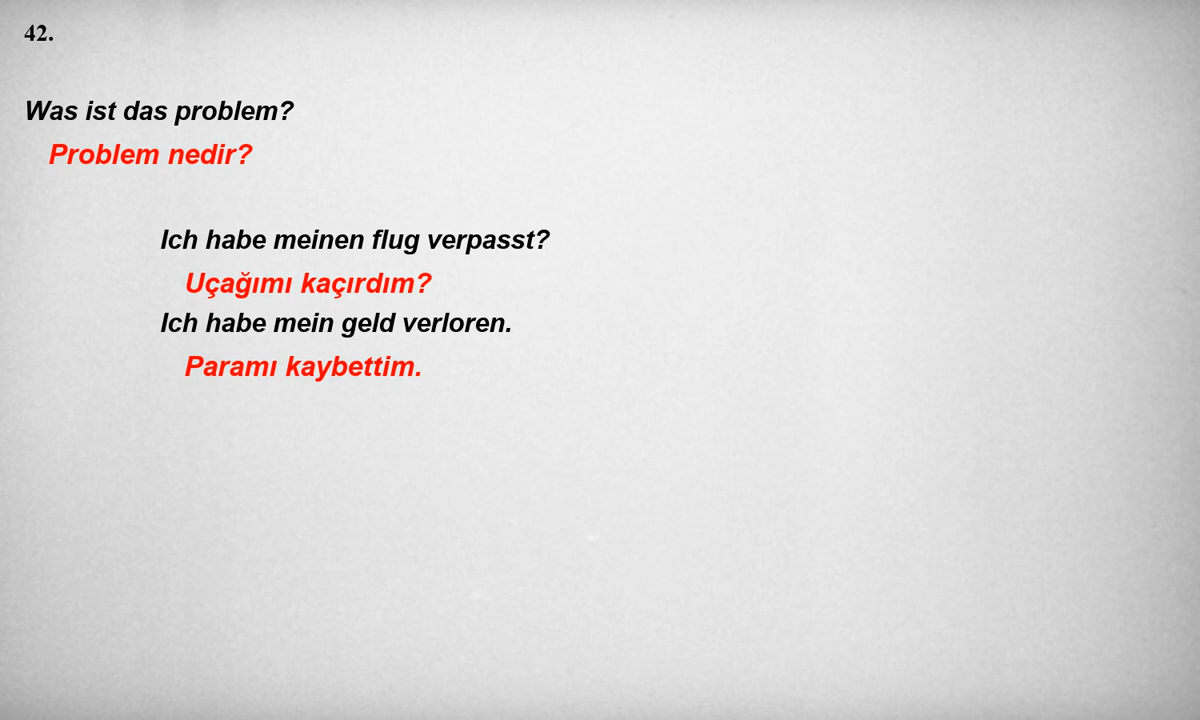 42.
Was ist das problem?
Problem nedir?
Ich habe meinen flug verpasst?
Uçağımı kaçırdım?
Ich habe mein geld verloren.
Paramı kaybettim.